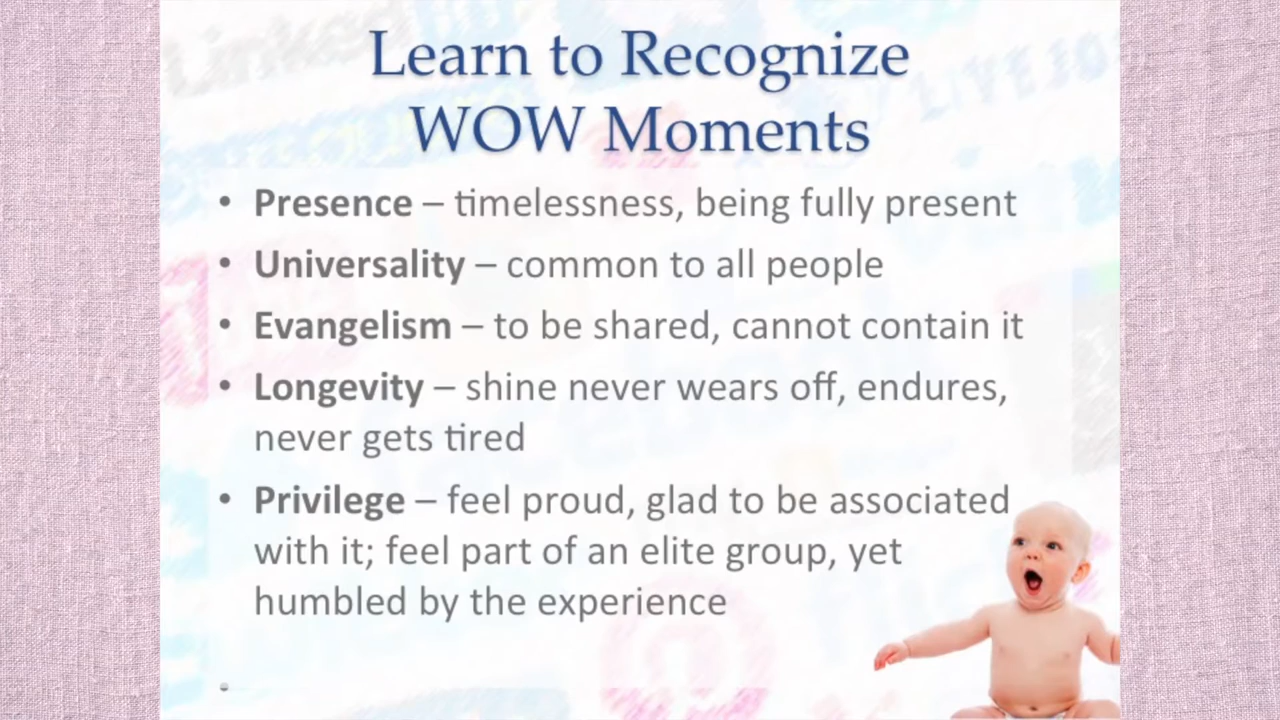 Learn to Recognize
WOW Moments
• Presence – timelessness, being fully present
• Universality – common to all people
• Evangelism – to be shared, cannot contain it
• Longevity – shine never wears off, endures,
never gets tired
• Privilege – feel proud, glad to be associated
with it; feel part of an elite group, yet
humbled by the experience
•